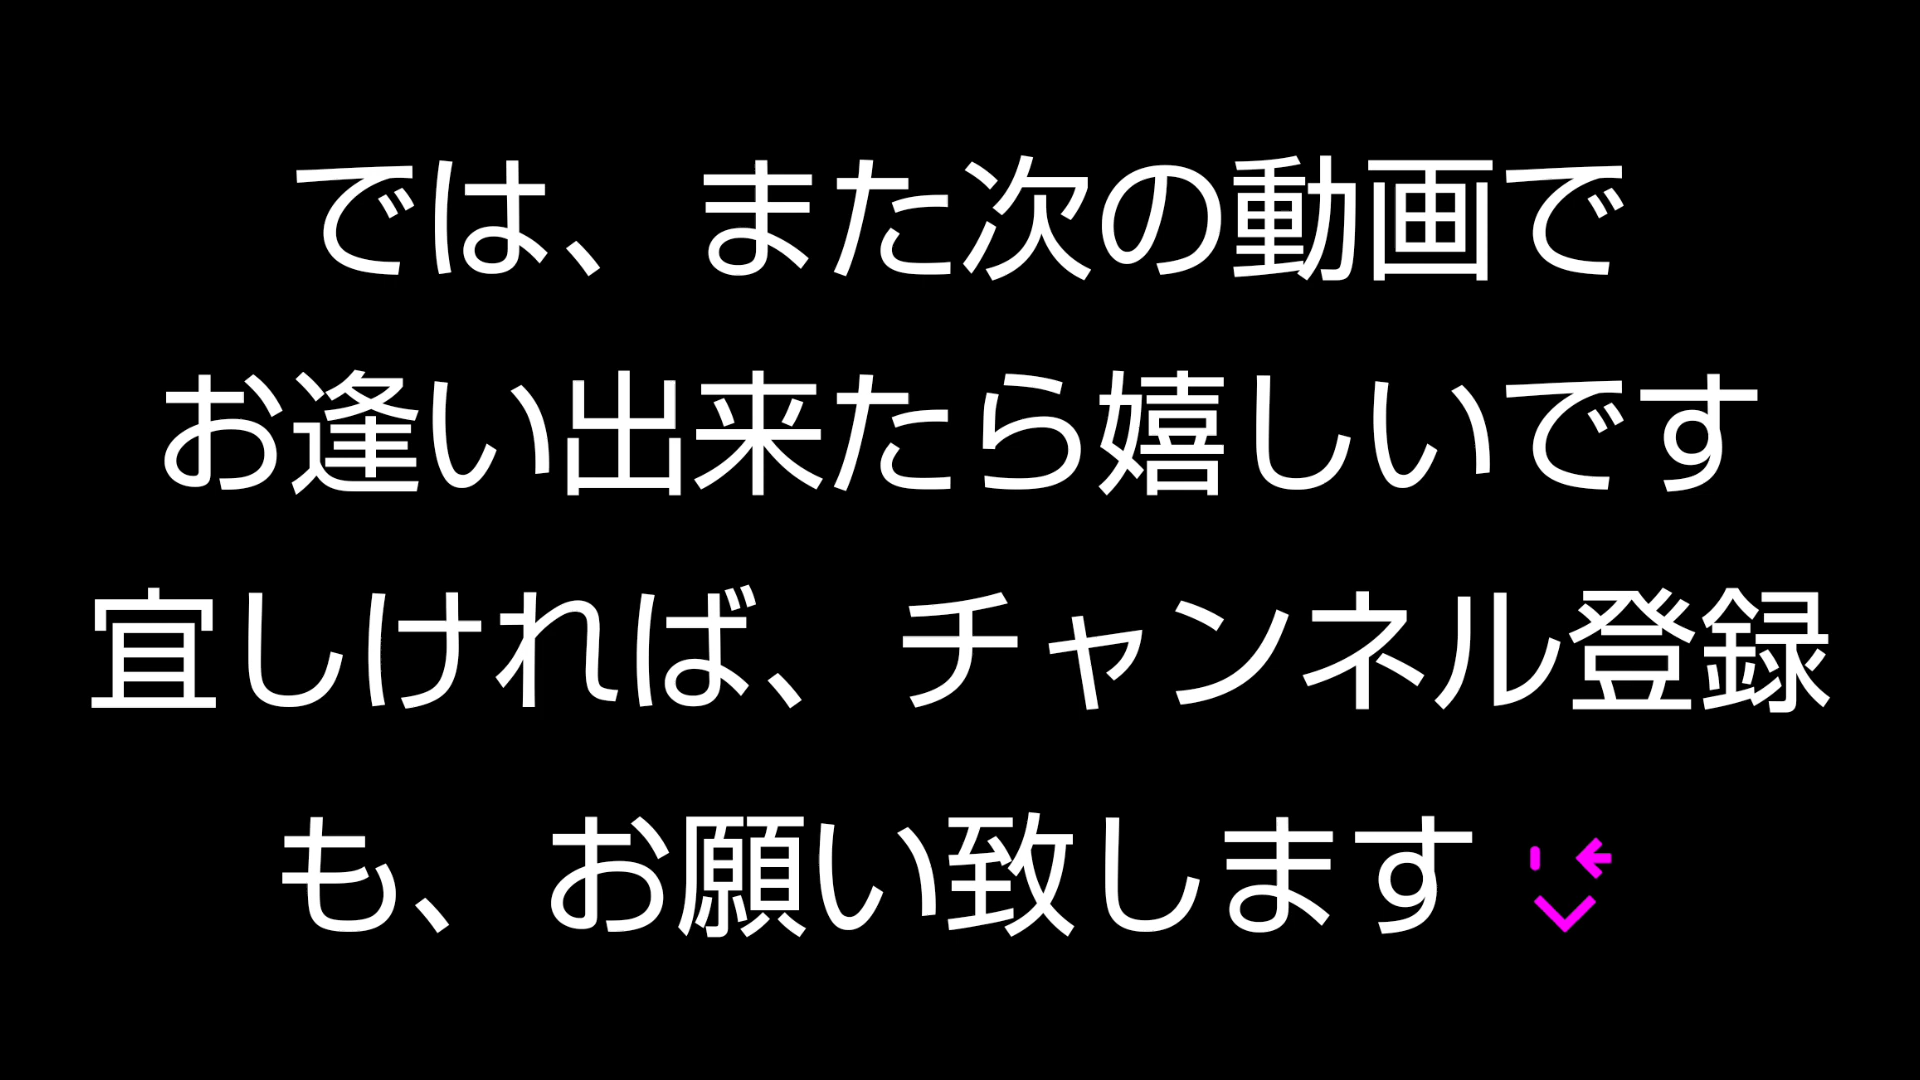 では、また次の動画で
お逢い出来たら嬉しいです
宜しければ、チャンネル登録
も、お願い致します